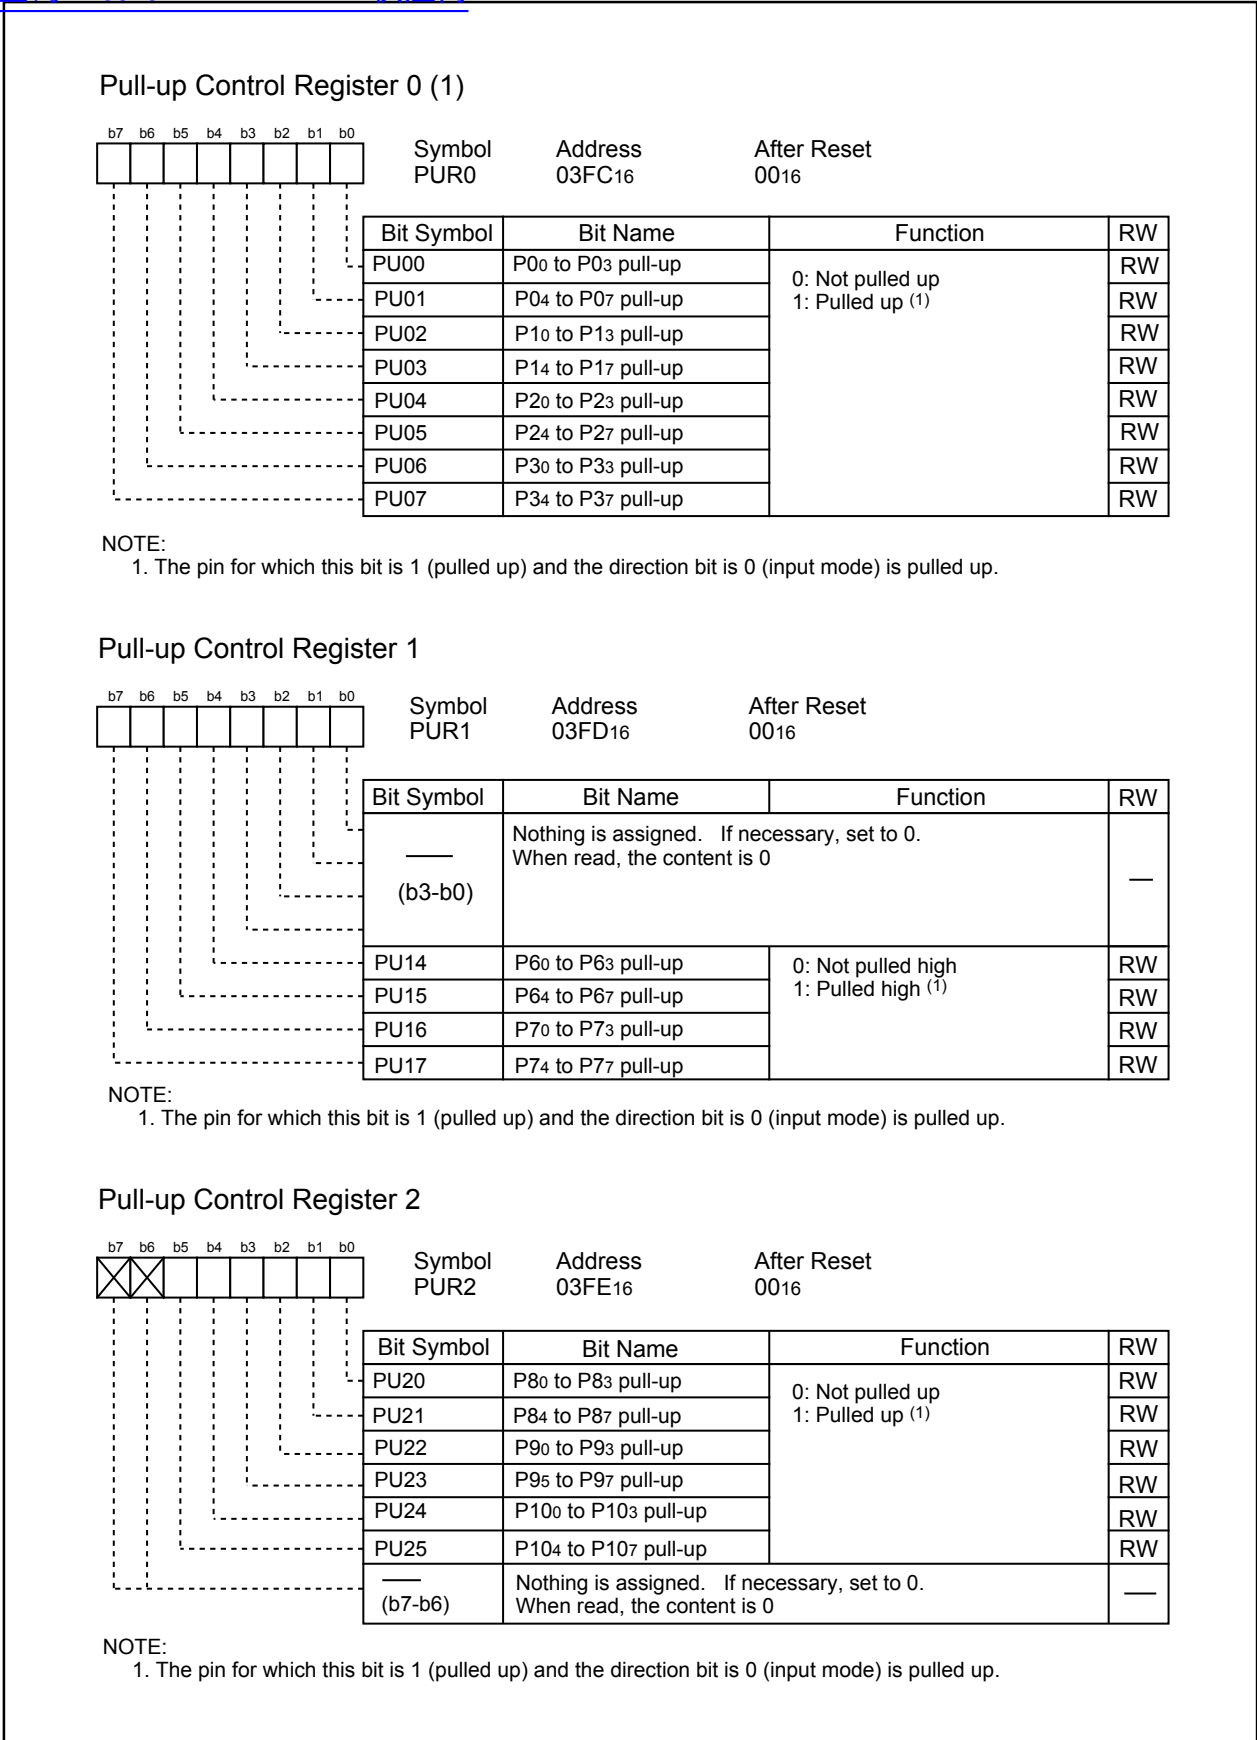 Pull-up Control Register 0 (1)
b7 b6 b5 b4 b3 b2 b1 b0
Symbol Address After Reset
PUR0 03FC16 0016
Bit Symbol Bit Name Function RW
PU00 P00 to P03 pull-up 0: Not pulled up RW
PU01 P04 to P07 pull-up 1: Pulled up (1) RW
PU02 P10 to P13 pull-up RW
PU03 P14 to P17 pull-up RW
PU04 P20 to P23 pull-up RW
PU05 P24 to P27 pull-up RW
PU06 P30 to P33 pull-up RW
PU07 P34 to P37 pull-up RW
NOTE:
1. The pin for which this bit is 1 (pulled up) and the direction bit is 0 (input mode) is pulled up.
Pull-up Control Register 1
b7 b6 b5 b4 b3 b2 b1 b0
Symbol Address After Reset
PUR1 03FD16 0016
Bit Symbol Bit Name Function RW
Nothing is assigned. If necessary, set to 0.
— When read, the content is 0 —
(b3-b0)
PU14 P60 to P63 pull-up 0: Not pulled high RW
PU15 P64 to P67 pull-up 1: Pulled high (1) RW
PU16 P70 to P73 pull-up RW
PU17 P74 to P77 pull-up RW
NOTE:
1. The pin for which this bit is 1 (pulled up) and the direction bit is 0 (input mode) is pulled up.
Pull-up Control Register 2
b7 b6 b5 b4 b3 b2 b1 b0
Symbol Address After Reset
PUR2 03FE16 0016
Bit Symbol Bit Name Function RW
PU20 P80 to P83 pull-up 0: Not pulled up RW
PU21 P84 to P87 pull-up 1: Pulled up (1) RW
PU22 P90 to P93 pull-up RW
PU23 P95 to P97 pull-up RW
PU24 P100 to P103 pull-up RW
PU25 P104 to P107 pull-up RW
— Nothing is assigned. If necessary, set to 0. —
(b7-b6) When read, the content is 0
NOTE:
1. The pin for which this bit is 1 (pulled up) and the direction bit is 0 (input mode) is pulled up.